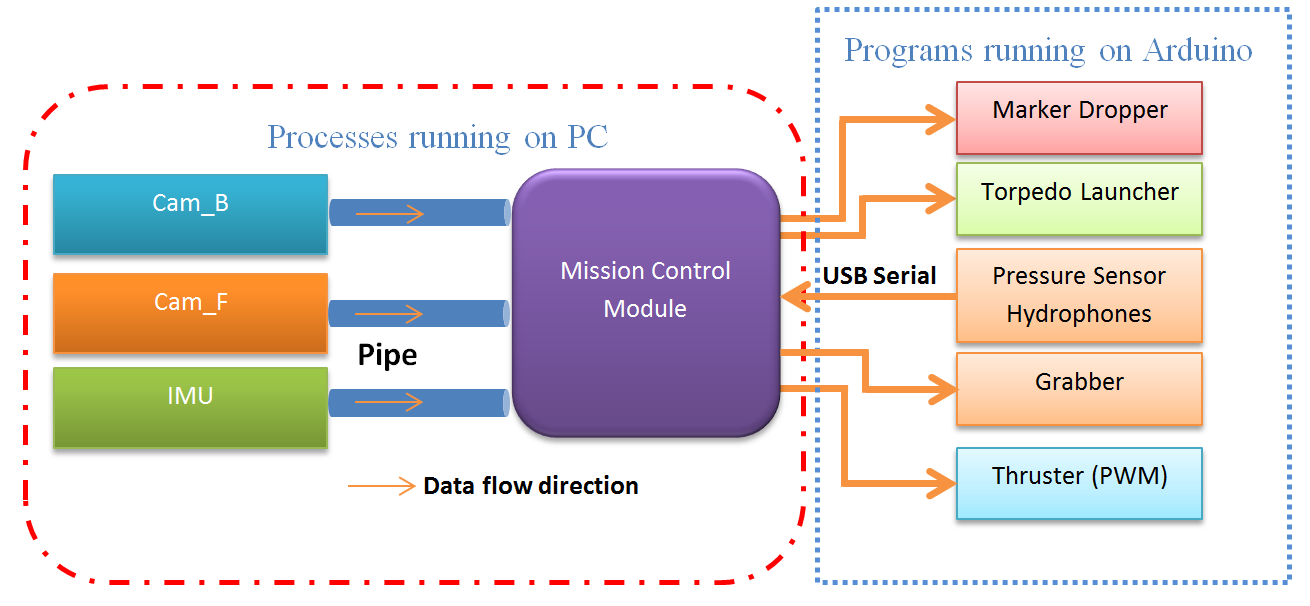 Programs running on Arduino
Processes running on PC
Cam_B
Cam_F
IMU
Pipe
Data flow direction
Mission Control
Module
USB Serial
Marker Dropper
Torpedo Launcher
Pressure Sensor
Hydrophones
Grabber
Thruster (PWM)